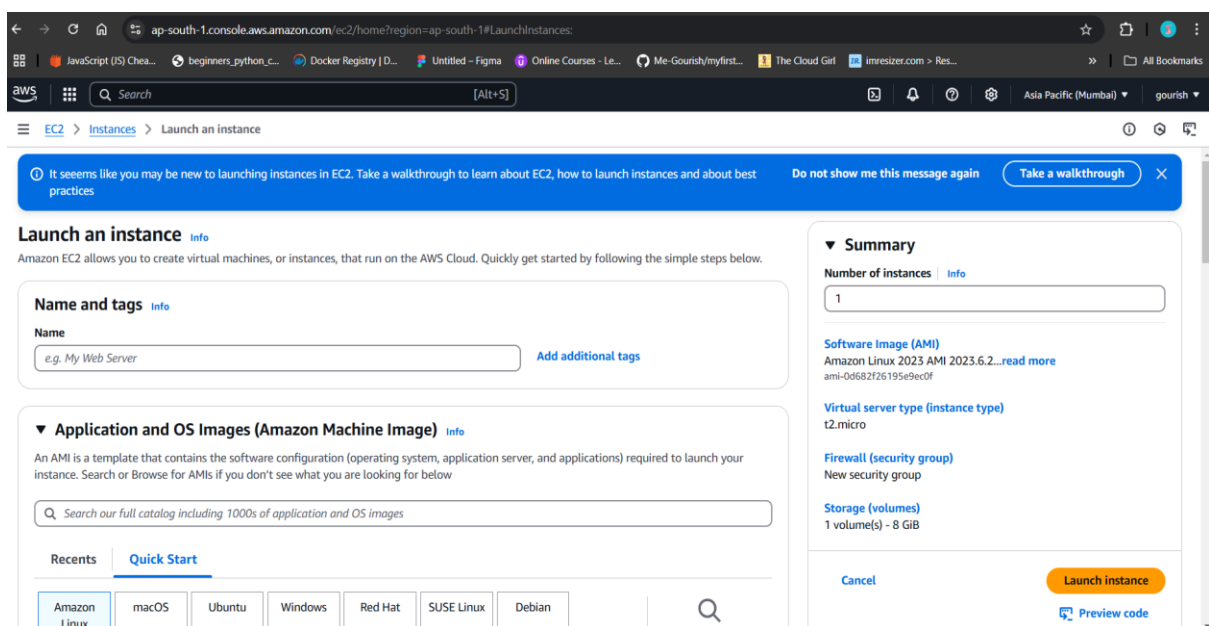 ap-south-1.console.aws.amazon.com/ec2/home?region=ap-south-1#LaunchInstances:
JavaScript (JS) Chea... beginners_python_c... Docker Registry | D... Untitled – Figma Online Courses - Le... Me-Gourish/myfirst... The Cloud Girl imresizer.com > Res... » All Bookmarks
aws Search [Alt+S] Asia Pacific (Mumbai) ▼ gourish ▼
EC2 > Instances > Launch an instance
It seeems like you may be new to launching instances in EC2. Take a walkthrough to learn about EC2, how to launch instances and about best
practices
Do not show me this message again Take a walkthrough
Launch an instance Info
Amazon EC2 allows you to create virtual machines, or instances, that run on the AWS Cloud. Quickly get started by following the simple steps below.
Name and tags Info
Name
e.g. My Web Server Add additional tags
▼ Application and OS Images (Amazon Machine Image) Info
An AMI is a template that contains the software configuration (operating system, application server, and applications) required to launch your
instance. Search or Browse for AMIs if you don't see what you are looking for below
Search our full catalog including 1000s of application and OS images
Recents Quick Start
Amazon
Linux
macOS Ubuntu Windows Red Hat SUSE Linux Debian
▼ Summary
Number of instances Info
1
Software Image (AMI)
Amazon Linux 2023 AMI 2023.6.2...read more
ami-0d682f26195e9ec0f
Virtual server type (instance type)
t2.micro
Firewall (security group)
New security group
Storage (volumes)
1 volume(s) - 8 GiB
Cancel Launch instance
Preview code